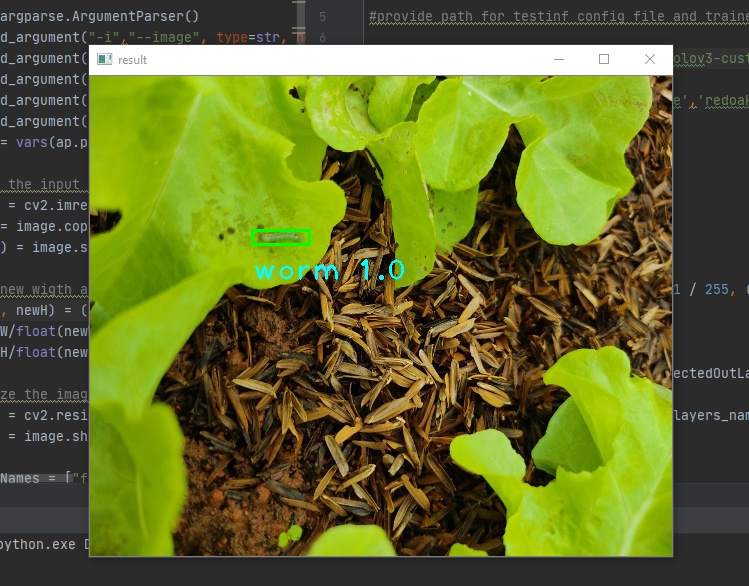 argparse.ArgumentParser()
d_argument("-i","--image", type=str,
d_argument(
d_argument(
d_argument(
d_argument(
= vars(ap.p
the input
= cv2.imre
= image.cop
) = image.s
new wigth a
, newH) = (
W/float(new
H/float(new
ze the imag
= cv2.resi
= image.sh
Names = ["f
python.exe D
5
6
#provide path for testinf config file and traine
olov3-cust
e','redoak
1 / 255, (
ectedOutLa
layers_nam
result
worm 1.0